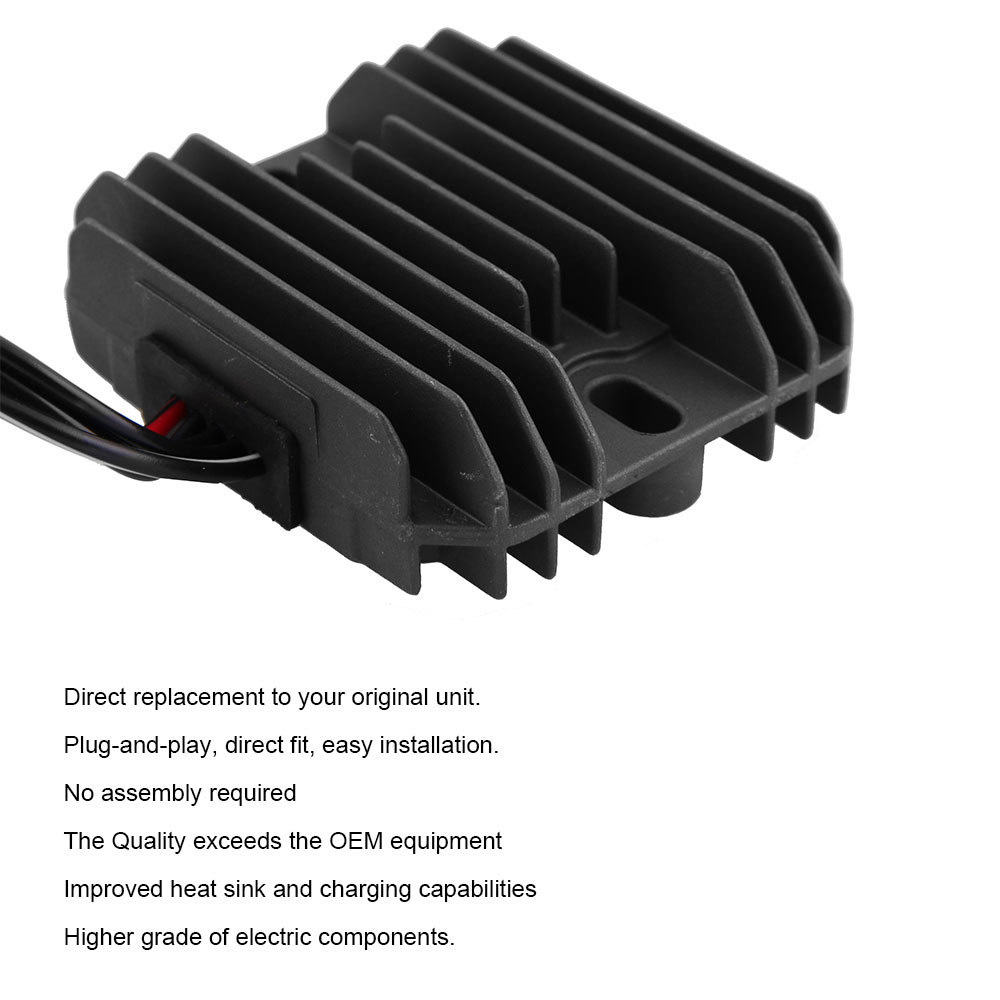 Direct replacement to your original unit.
Plug-and-play, direct fit, easy installation.
No assembly required
The Quality exceeds the OEM equipment
Improved heat sink and charging capabilities
Higher grade of electric components.